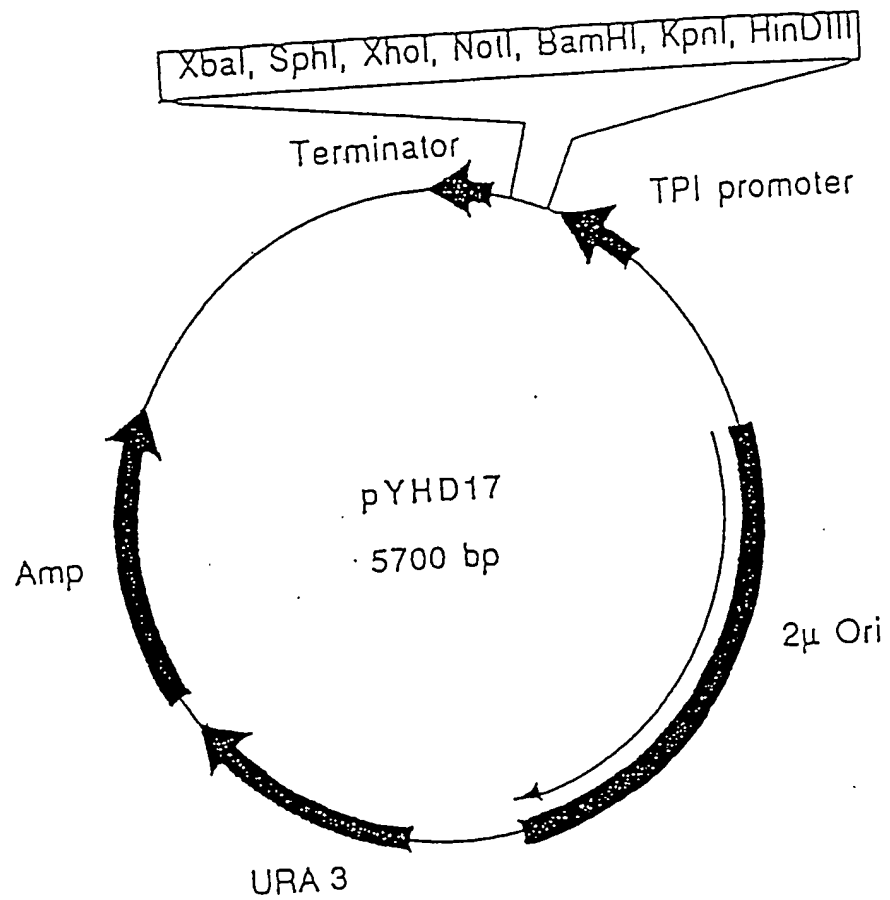 XbaI, SphI, XhoI, NotI, BamHI, KpnI, HinDIII
Terminator
TPI promoter
pYHD17
5700 bp
Amp
2μ Ori
URA 3